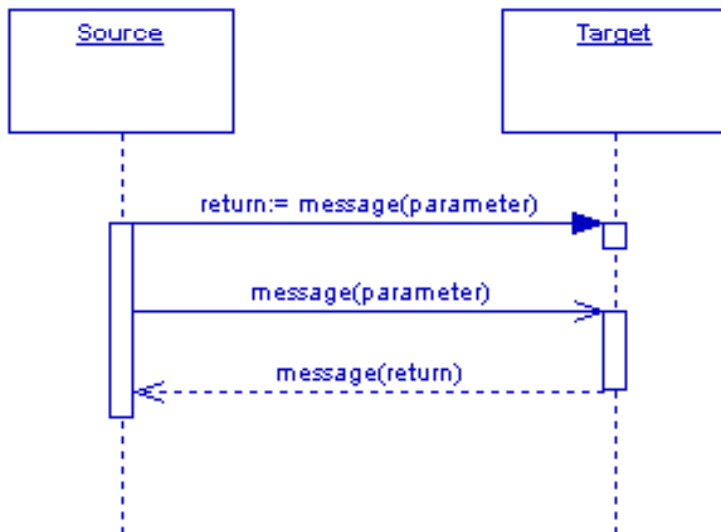 Source
Target
return:= message(parameter)
message(parameter)
message(return)